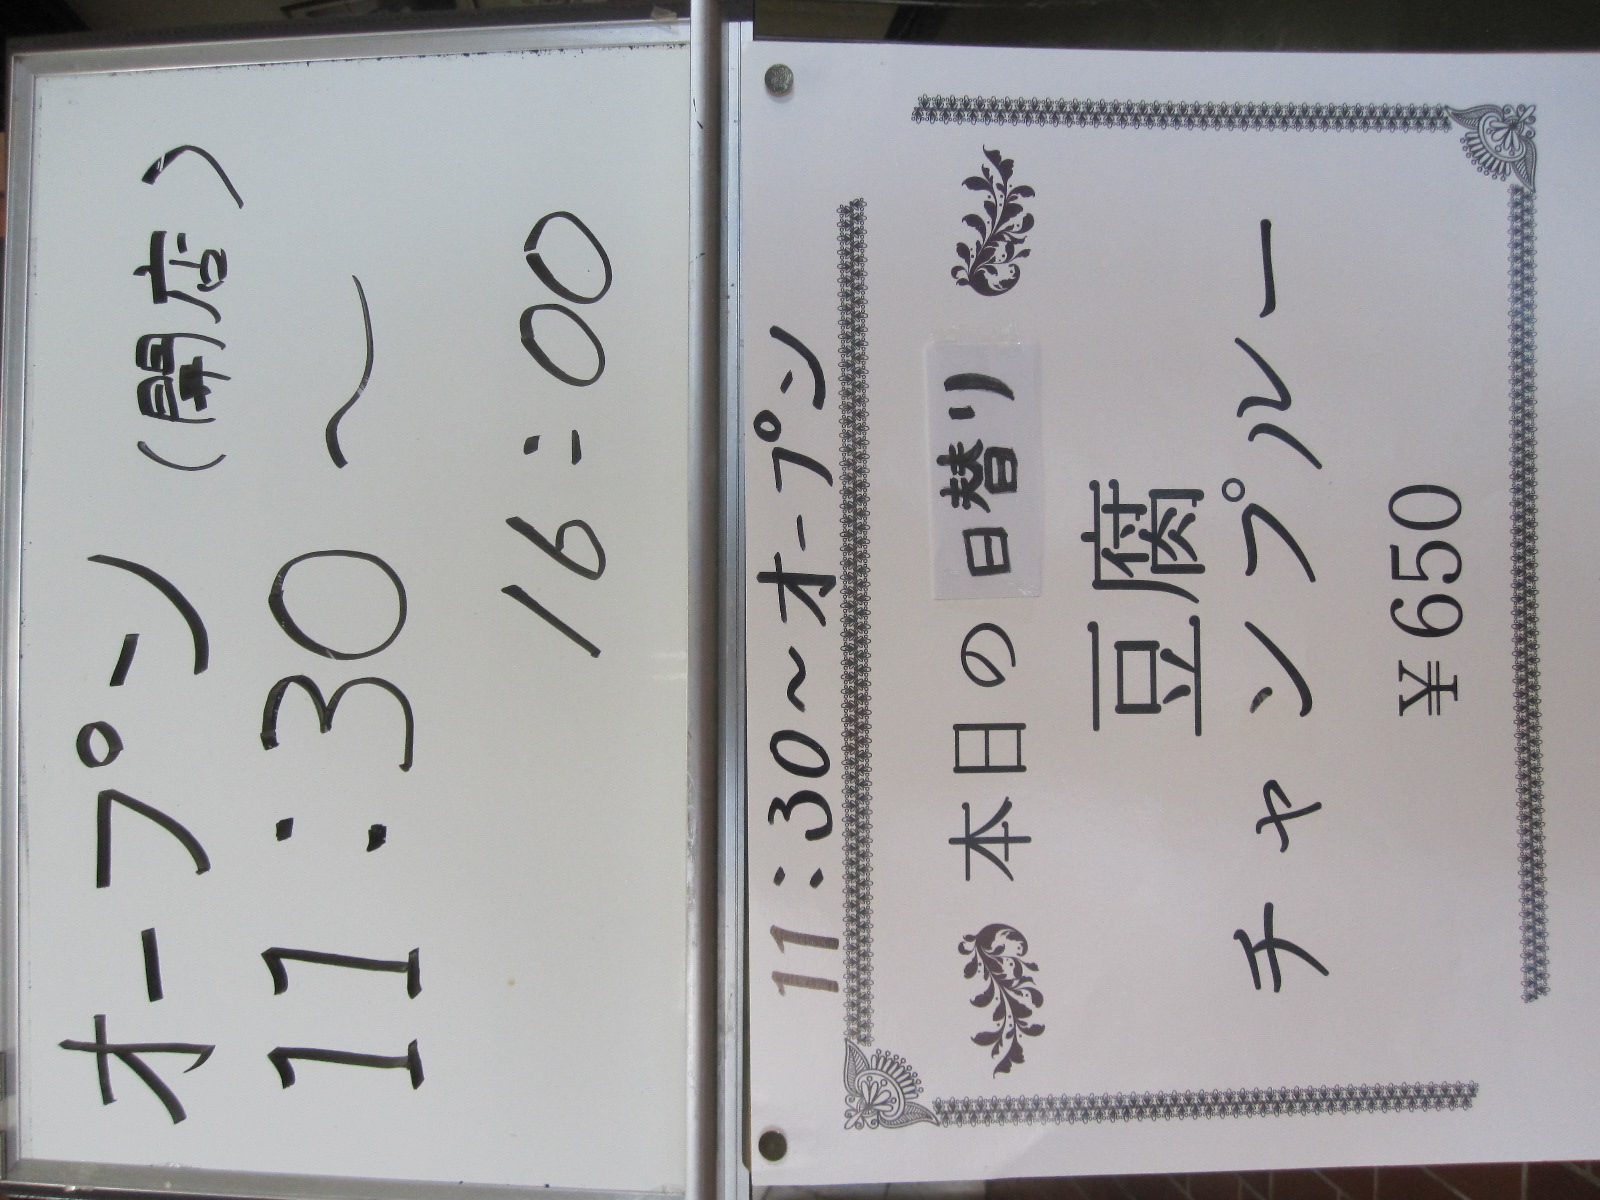 オープン（開店）
11:30～
16:00
11:30～オープン
本日の日替り
豆腐
チャンプルー
¥650